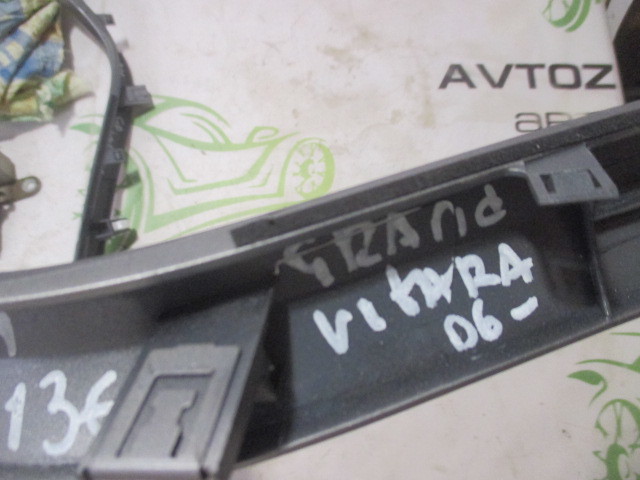 AVTOZ
GRANd
VItARA
06-
13€